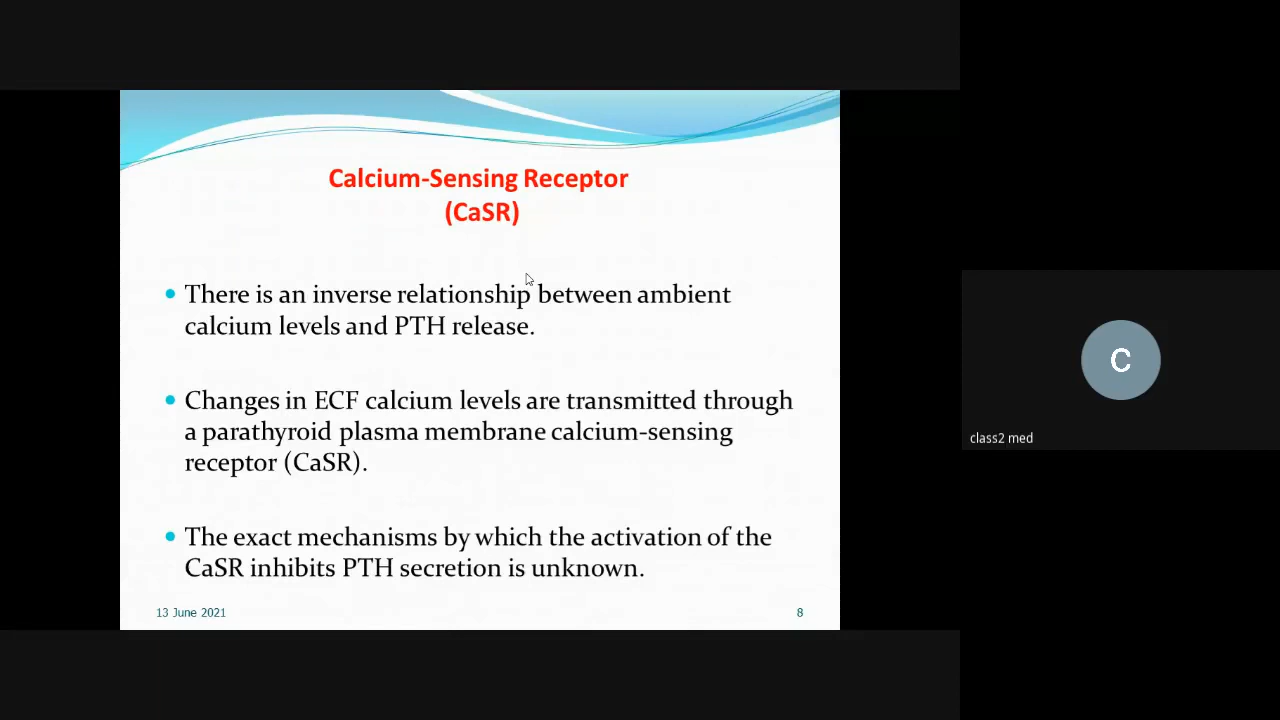 Calcium-Sensing Receptor
(CaSR)
• There is an inverse relationship between ambient
calcium levels and PTH release.
• Changes in ECF calcium levels are transmitted through
a parathyroid plasma membrane calcium-sensing
receptor (CaSR).
• The exact mechanisms by which the activation of the
CaSR inhibits PTH secretion is unknown.
13 June 2021
8
C
class2 med